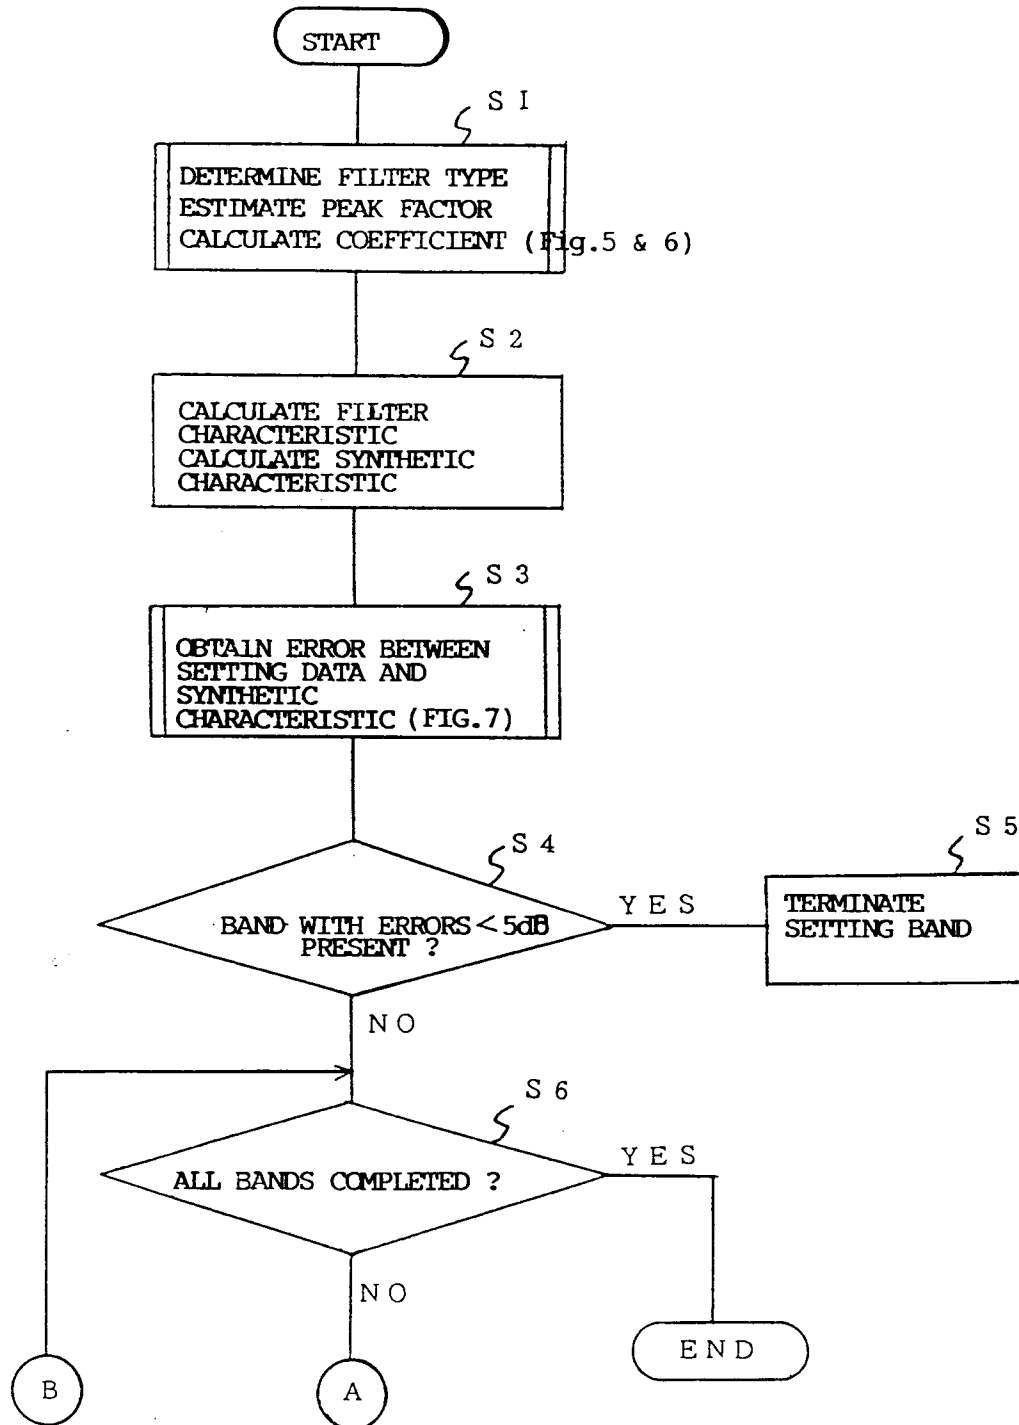 START
S1
DETERMINE FILTER TYPE
ESTIMATE PEAK FACTOR
CALCULATE COEFFICIENT (Fig.5 & 6)
S2
CALCULATE FILTER
CHARACTERISTIC
CALCULATE SYNTHETIC
CHARACTERISTIC
S3
OBTAIN ERROR BETWEEN
SETTING DATA AND
SYNTHETIC
CHARACTERISTIC (FIG.7)
S4
BAND WITH ERRORS < 5dB
PRESENT ?
YES
S5
TERMINATE
SETTING BAND
NO
S6
ALL BANDS COMPLETED ?
YES
NO
END
B
A